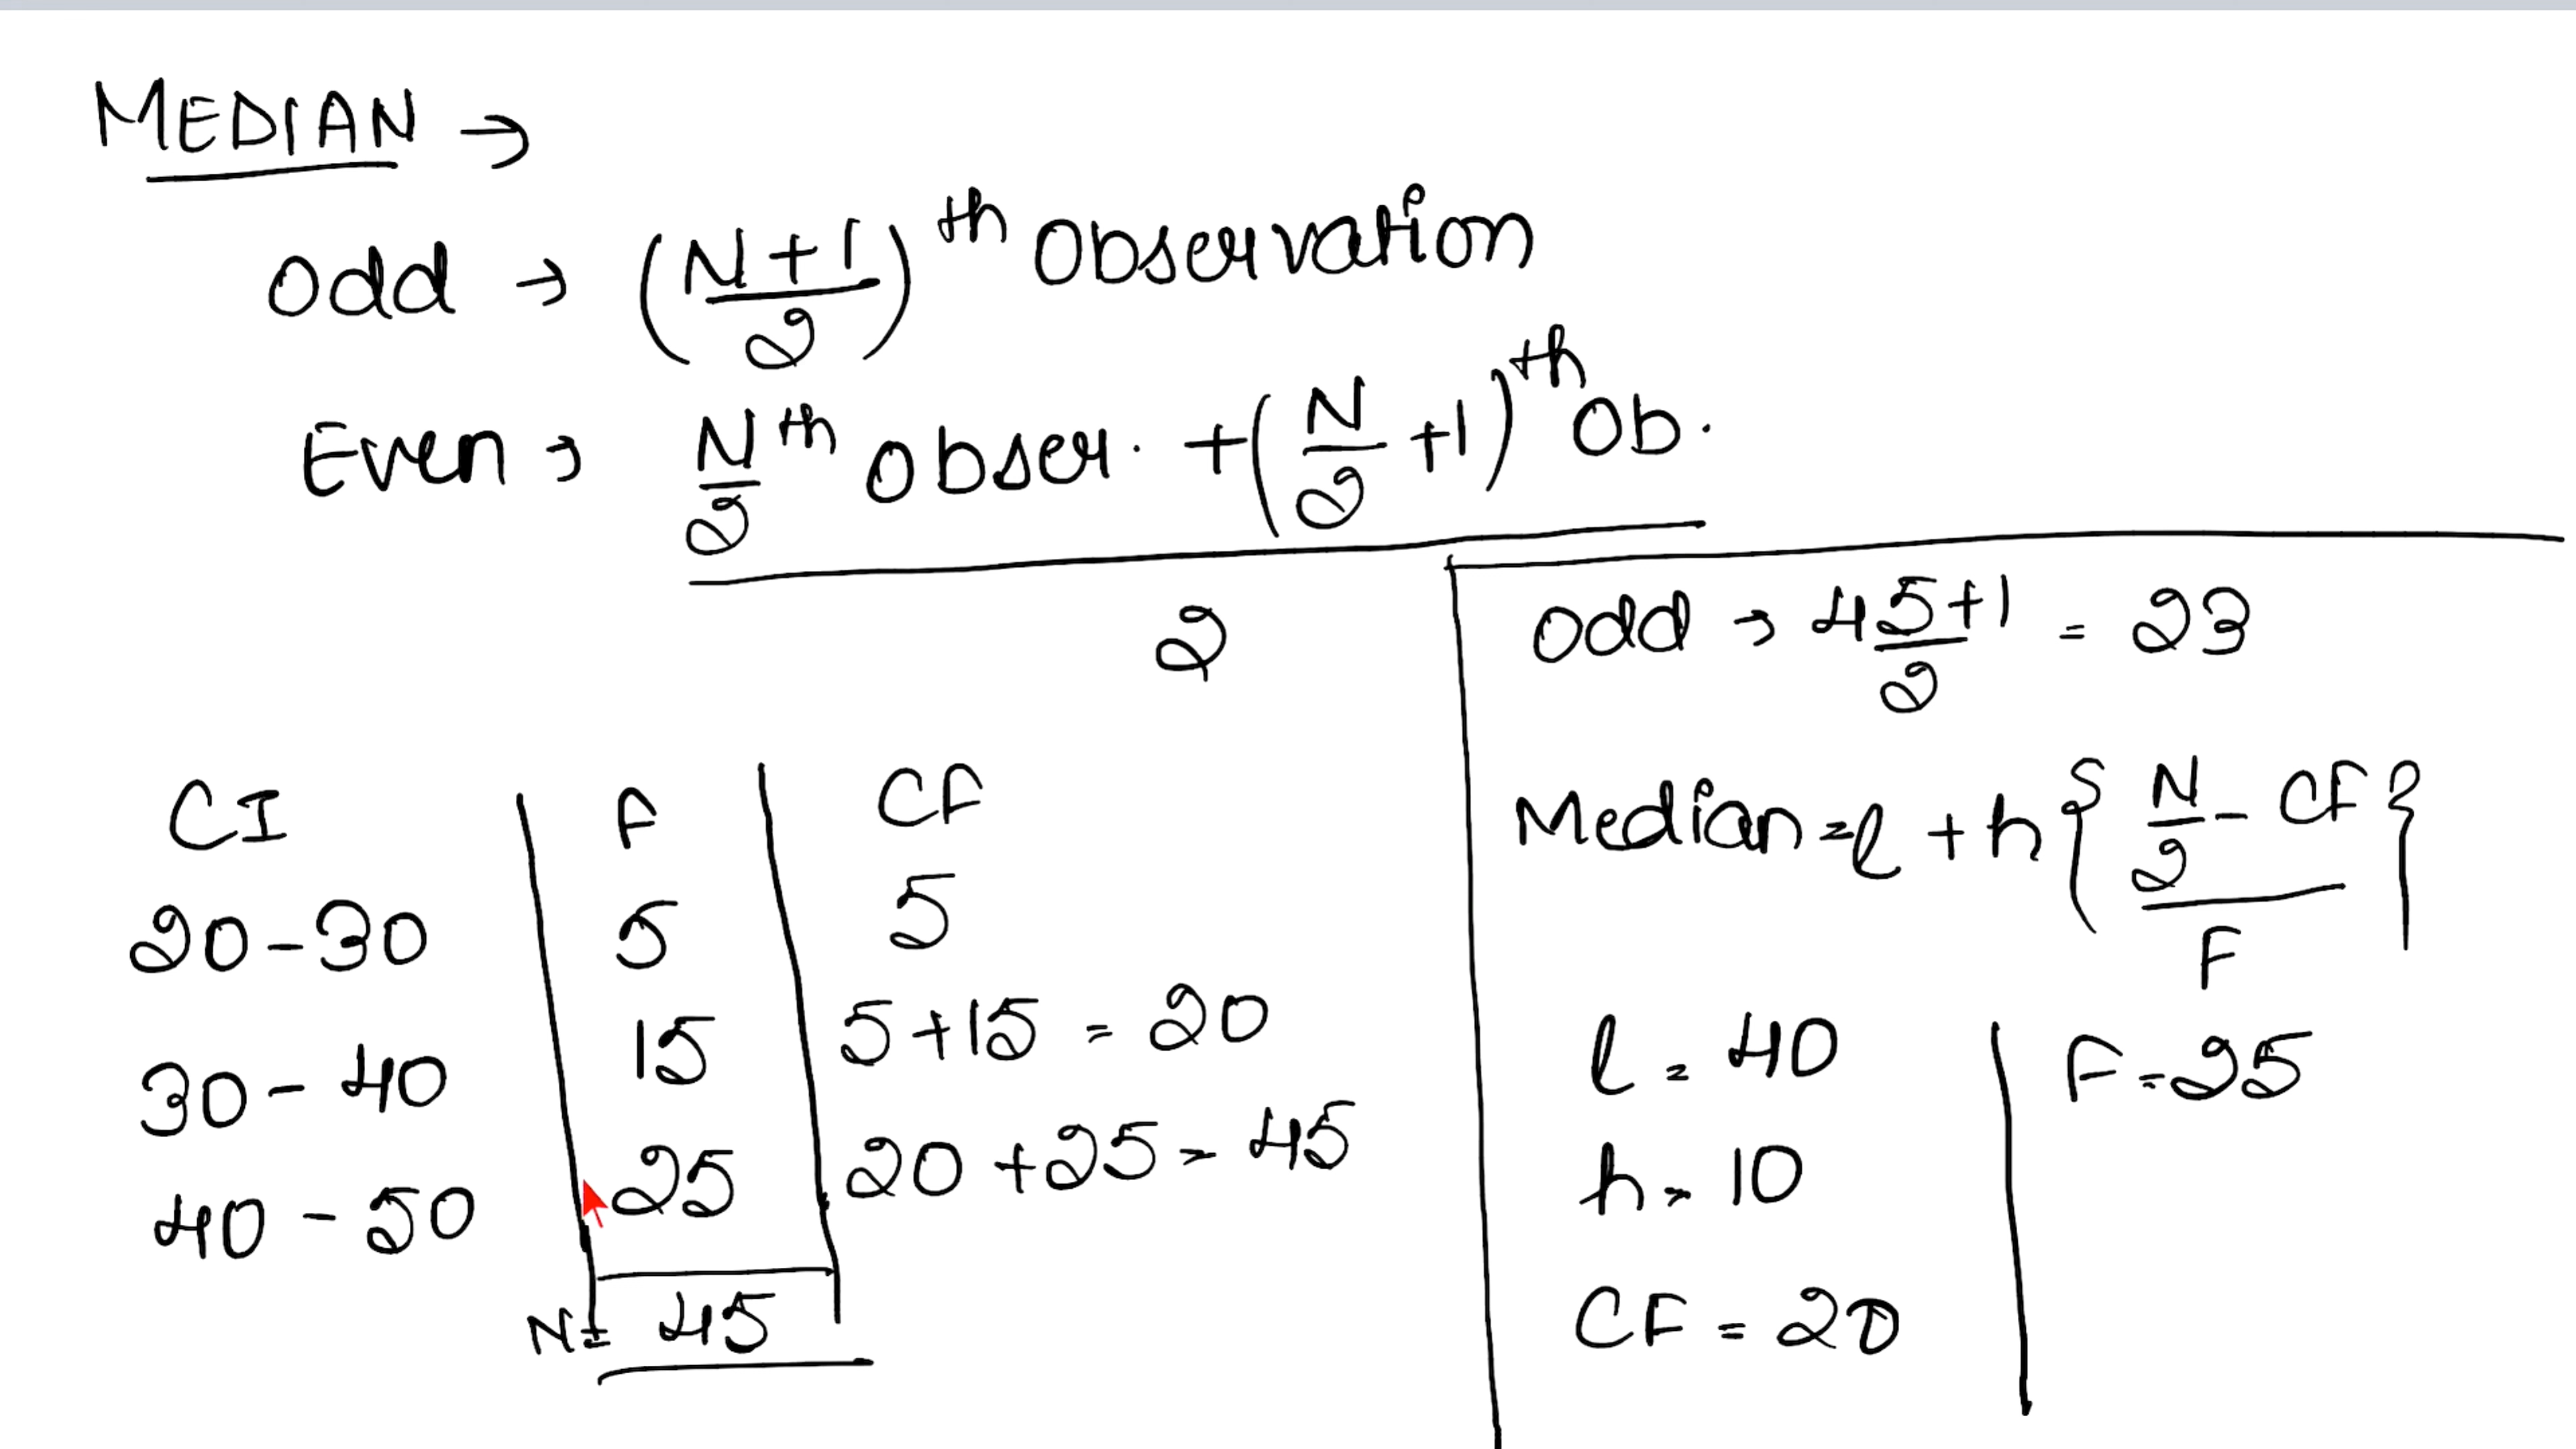 MEDIAN →
Odd → (N+1/2)th Observation
Even → N/2 th obser. + (N/2 +1)th Ob.
2
CI F CF
20-30 5 5
30-40 15 5+15 = 20
40-50 25 20+25 = 45
N= 45
Odd → 45+1/2 = 23
Median = l + h { N/2 - CF / F }
l = 40 F = 25
h = 10
CF = 20